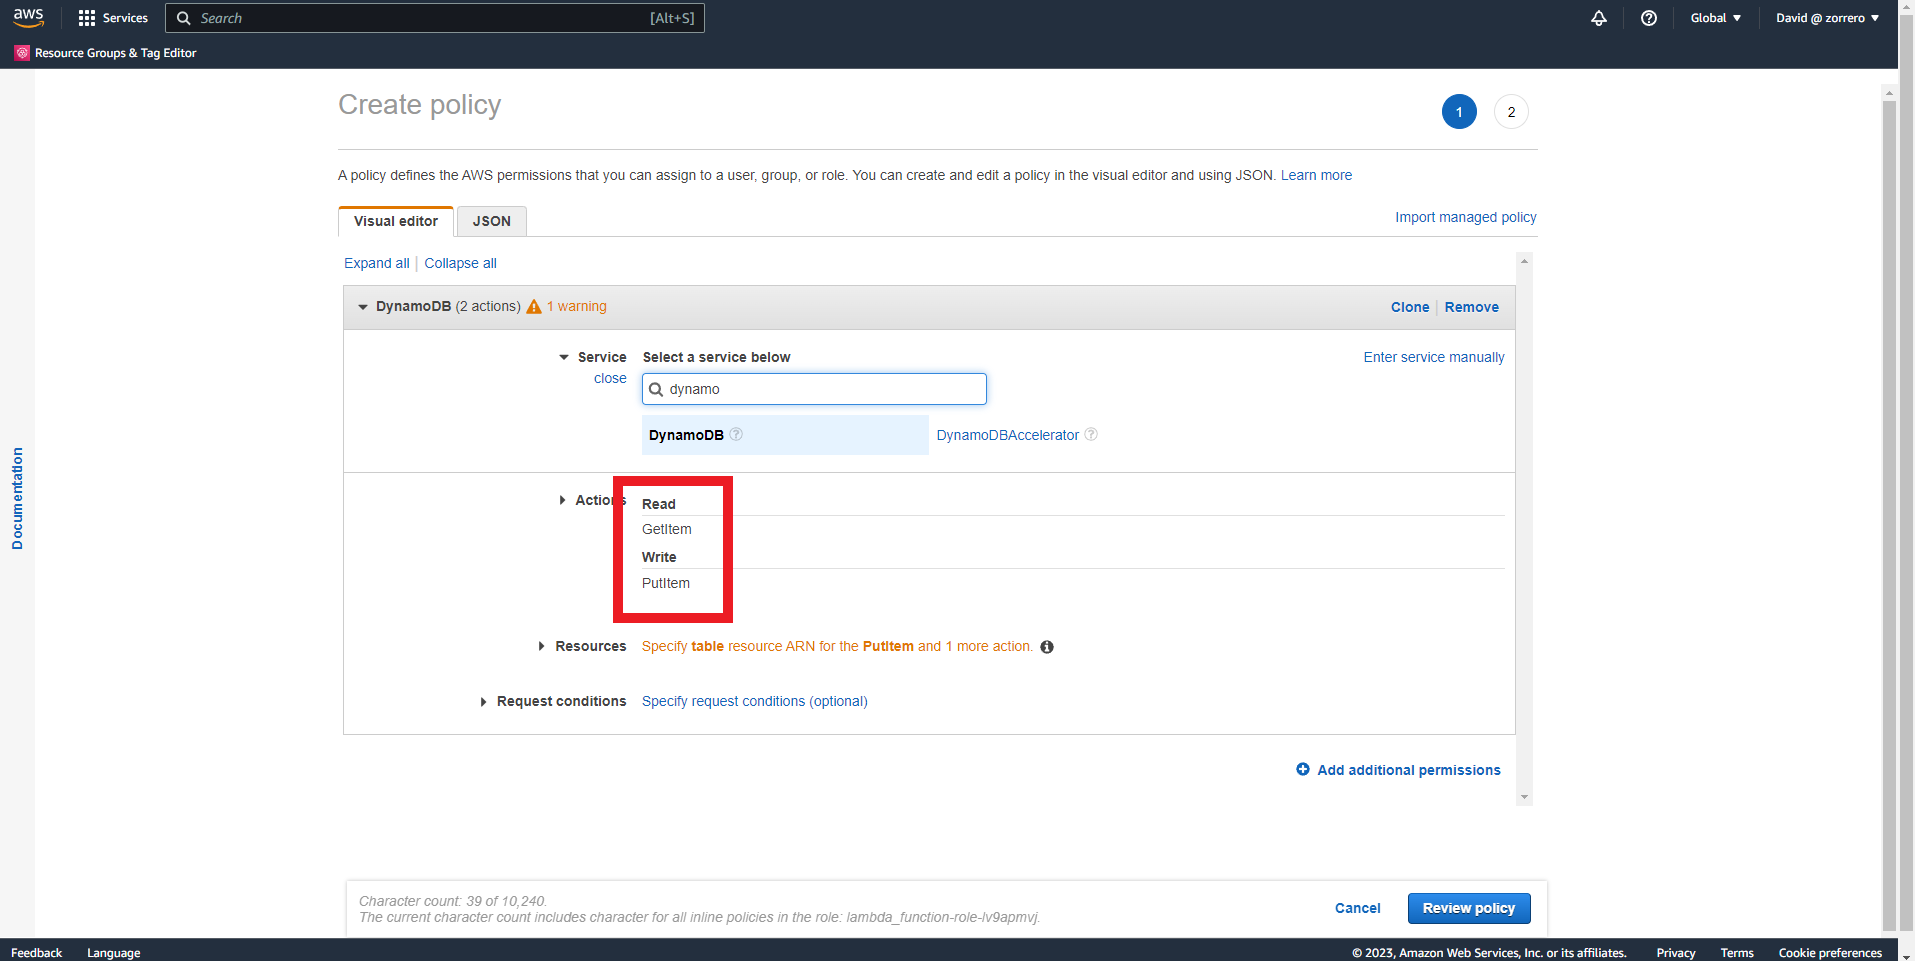 aws Services Search [Alt+S] Global David @ zorrero
Resource Groups & Tag Editor
Create policy 1 2
A policy defines the AWS permissions that you can assign to a user, group, or role. You can create and edit a policy in the visual editor and using JSON. Learn more
Visual editor JSON Import managed policy
Expand all Collapse all
DynamoDB (2 actions) 1 warning Clone Remove
Service Select a service below Enter service manually
close
dynamo
DynamoDB DynamoDBAccelerator
Documentation
Actions Read
GetItem
Write
PutItem
Resources Specify table resource ARN for the PutItem and 1 more action.
Request conditions Specify request conditions (optional)
Add additional permissions
Character count: 39 of 10,240.
The current character count includes character for all inline policies in the role: lambda_function-role-lv9apmvj.
Cancel Review policy
Feedback Language © 2023, Amazon Web Services, Inc. or its affiliates. Privacy Terms Cookie preferences